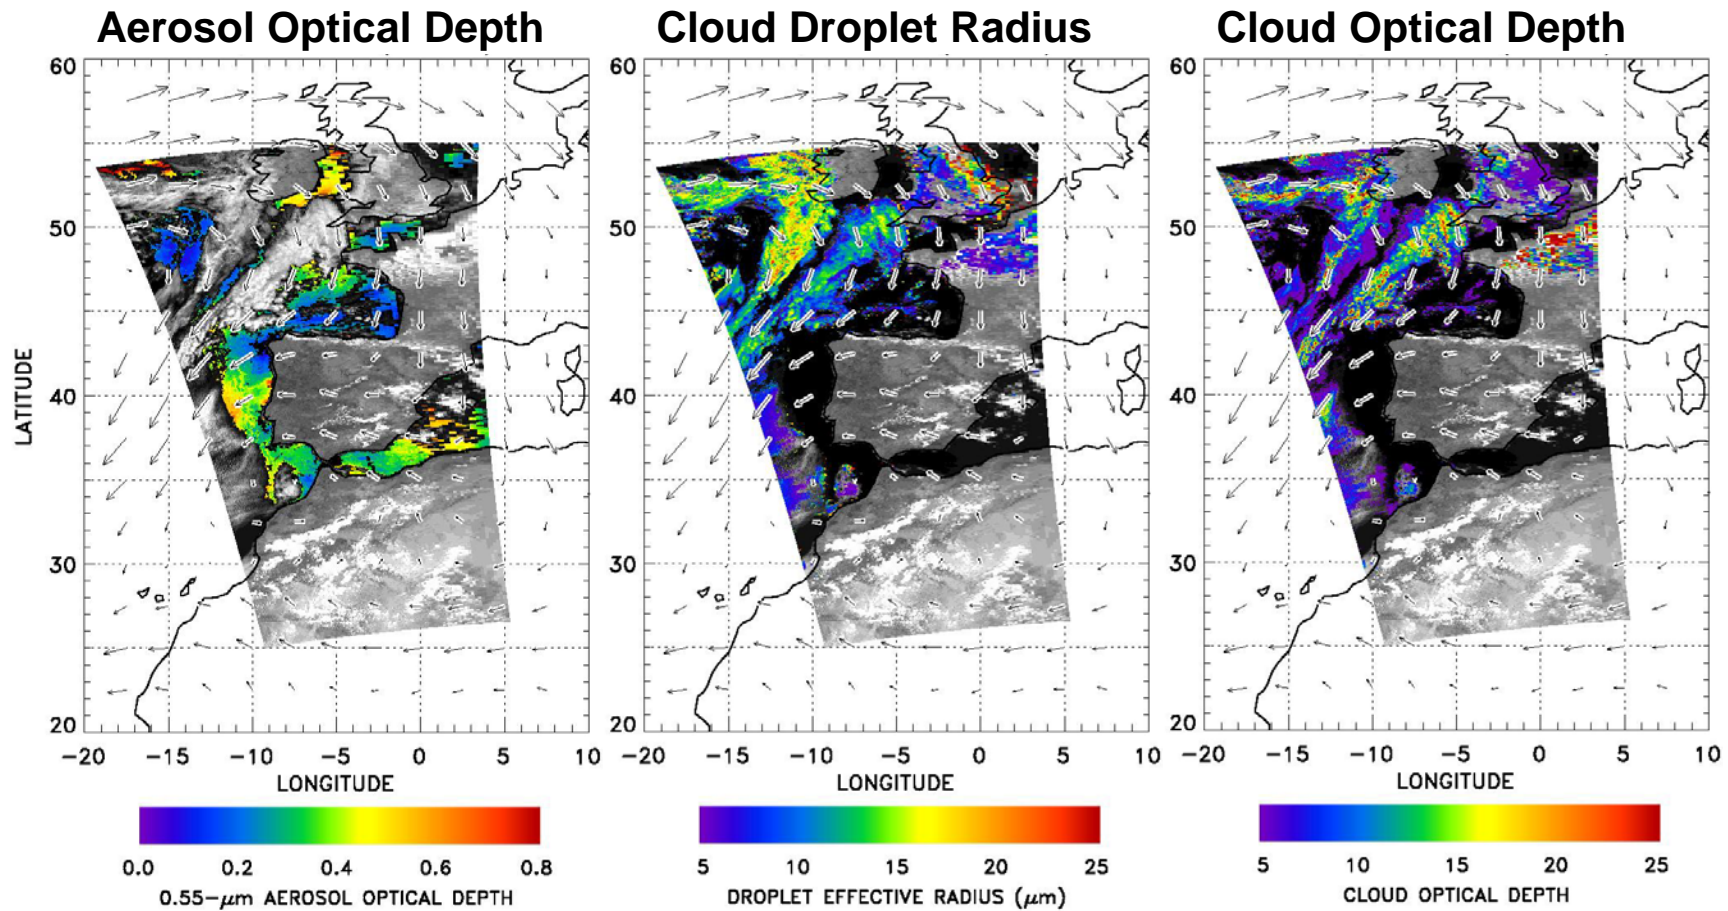 Aerosol Optical Depth Cloud Droplet Radius Cloud Optical Depth
60 60 60
50 50 50
40 40 40
30 30 30
20 20 20
LATITUDE
-20 -15 -10 -5 0 5 10 -20 -15 -10 -5 0 5 10 -20 -15 -10 -5 0 5 10
LONGITUDE LONGITUDE LONGITUDE
0.0 0.2 0.4 0.6 0.8 5 10 15 20 25 5 10 15 20 25
0.55-μm AEROSOL OPTICAL DEPTH DROPLET EFFECTIVE RADIUS (μm) CLOUD OPTICAL DEPTH